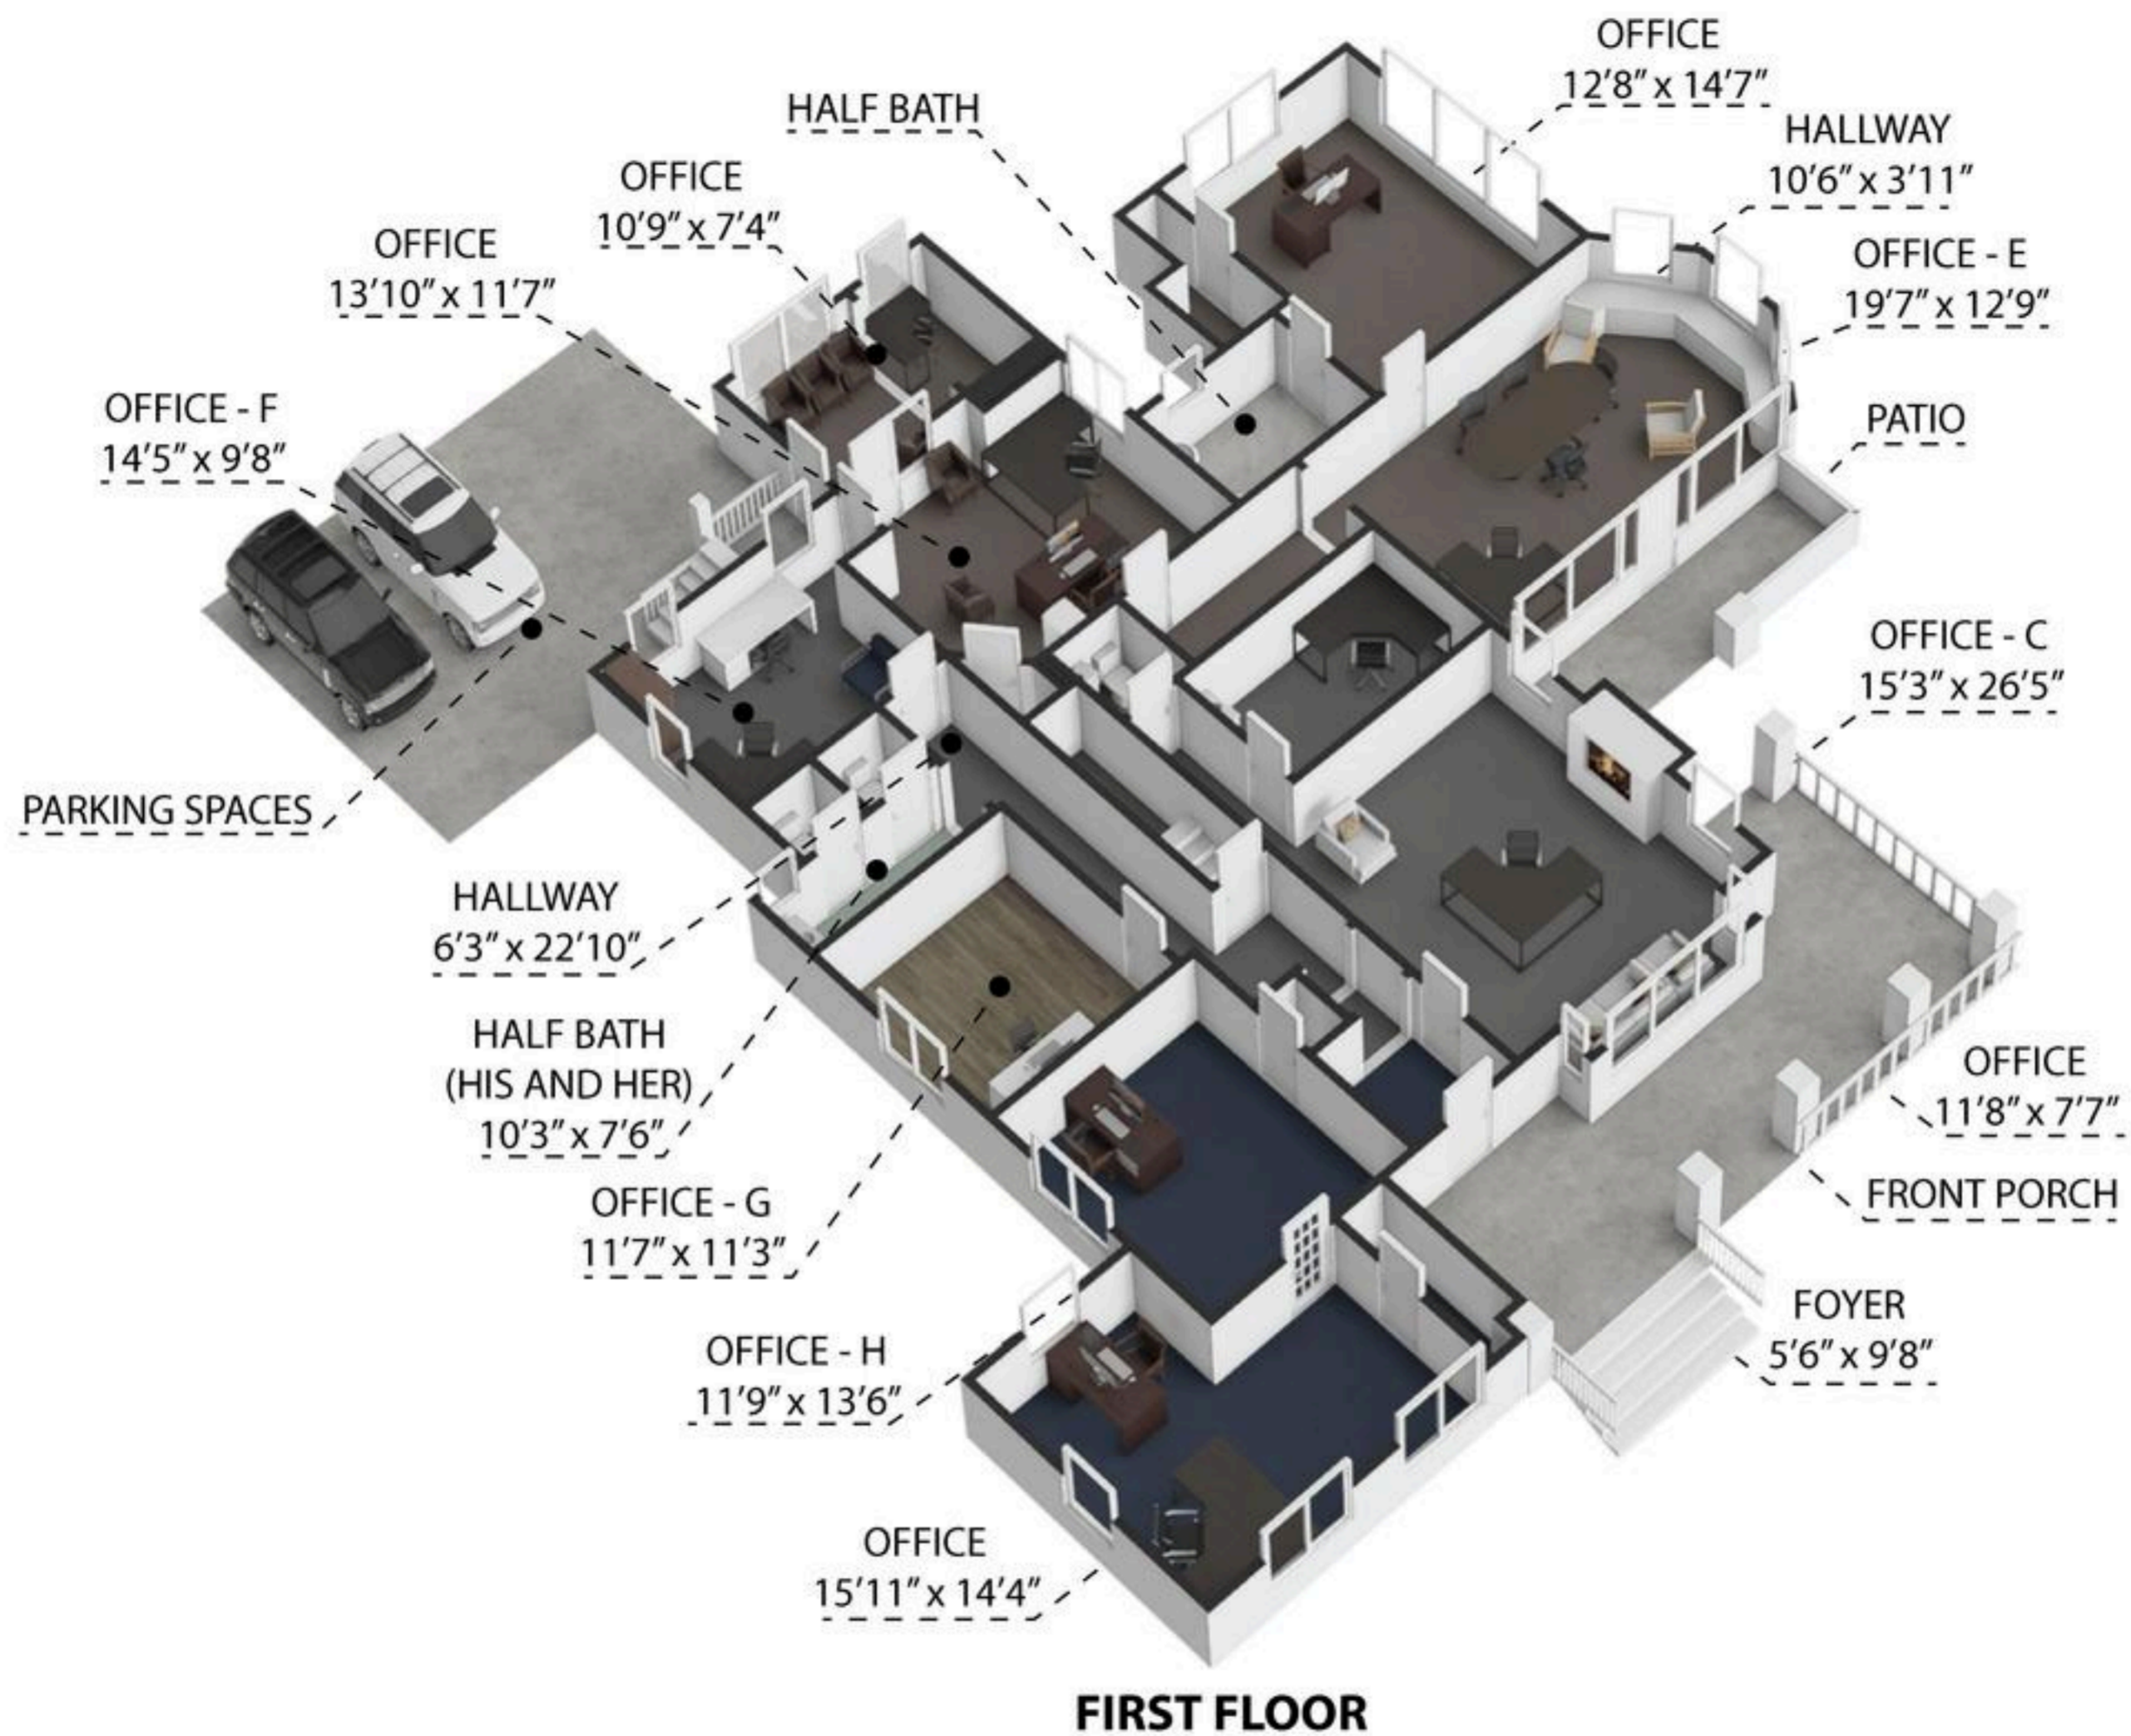 OFFICE
12'8" x 14'7"
HALF BATH
HALLWAY
10'6" x 3'11"
OFFICE
10'9" x 7'4"
OFFICE
13'10" x 11'7"
OFFICE - E
19'7" x 12'9"
OFFICE - F
14'5" x 9'8"
PATIO
OFFICE - C
15'3" x 26'5"
PARKING SPACES
HALLWAY
6'3" x 22'10"
HALF BATH
(HIS AND HER)
10'3" x 7'6"
OFFICE
11'8" x 7'7"
OFFICE - G
11'7" x 11'3"
FRONT PORCH
FOYER
5'6" x 9'8"
OFFICE - H
11'9" x 13'6"
OFFICE
15'11" x 14'4"
FIRST FLOOR